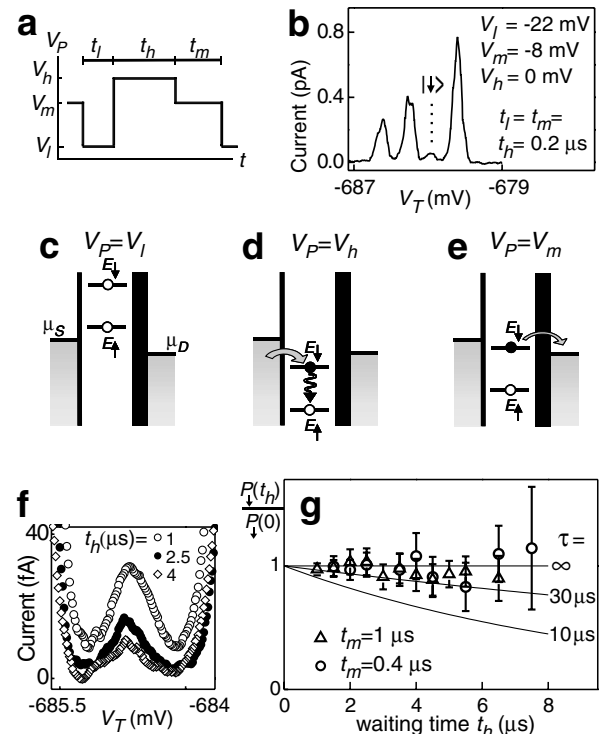 a
V_P t_l t_h t_m
V_h
V_m
V_l
t
b
Current (pA)
0.8
0.4
0.0
|↓⟩
V_l = -22 mV
V_m= -8 mV
V_h = 0 mV
t_l = t_m=
t_h= 0.2 µs
-687 -679
V_T (mV)
c V_P=V_l
E↓
µ_S
µ_D
E↑
d V_P=V_h
E↓
E↑
e V_P=V_m
E↓
E↑
f
Current (fA)
40
0
t_h(µs)= ○ 1
● 2.5
◇ 4
-685.5 -684
V_T (mV)
g
P↓(t_h)
P↓(0)
1
0
τ =
∞
30 µs
10 µs
△ t_m=1 µs
○ t_m=0.4 µs
0 2 4 6 8
waiting time t_h (µs)